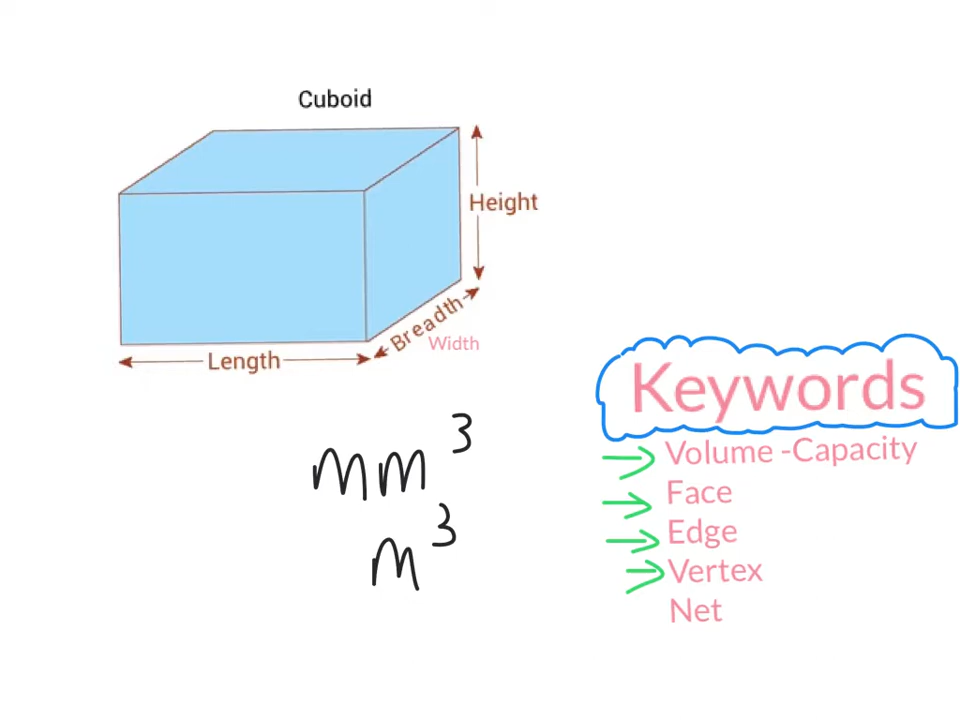 Cuboid
Height
Breadth
Width
Length
Keywords
Volume -Capacity
Face
Edge
Vertex
Net
mm³
m³